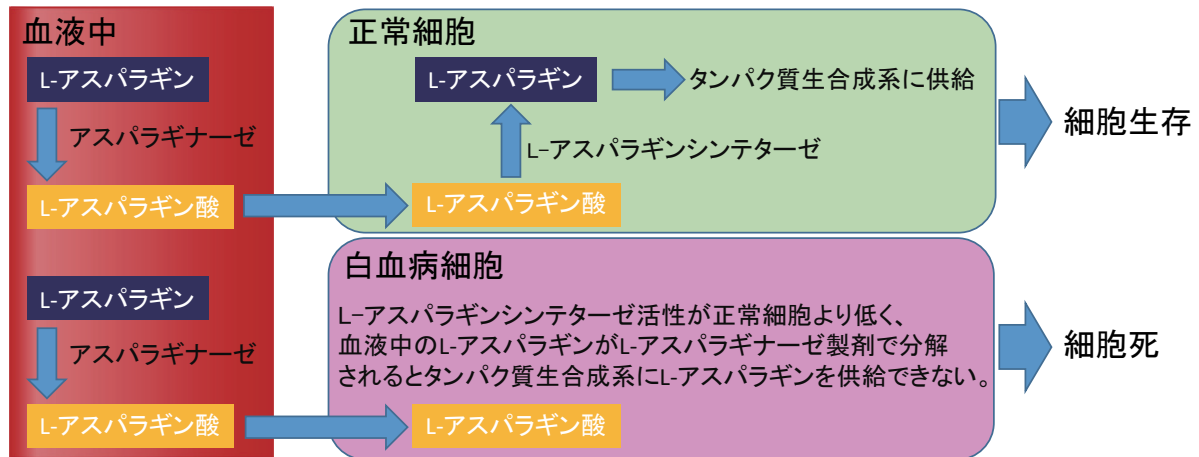 血液中
L-アスパラギン
アスパラギナーゼ
L-アスパラギン酸
正常細胞
L-アスパラギン
タンパク質生合成系に供給
L-アスパラギンシンテターゼ
L-アスパラギン酸
細胞生存
L-アスパラギン
アスパラギナーゼ
L-アスパラギン酸
白血病細胞
L-アスパラギンシンテターゼ活性が正常細胞より低く、
血液中のL-アスパラギンがL-アスパラギナーゼ製剤で分解
されるとタンパク質生合成系にL-アスパラギンを供給できない。
L-アスパラギン酸
細胞死